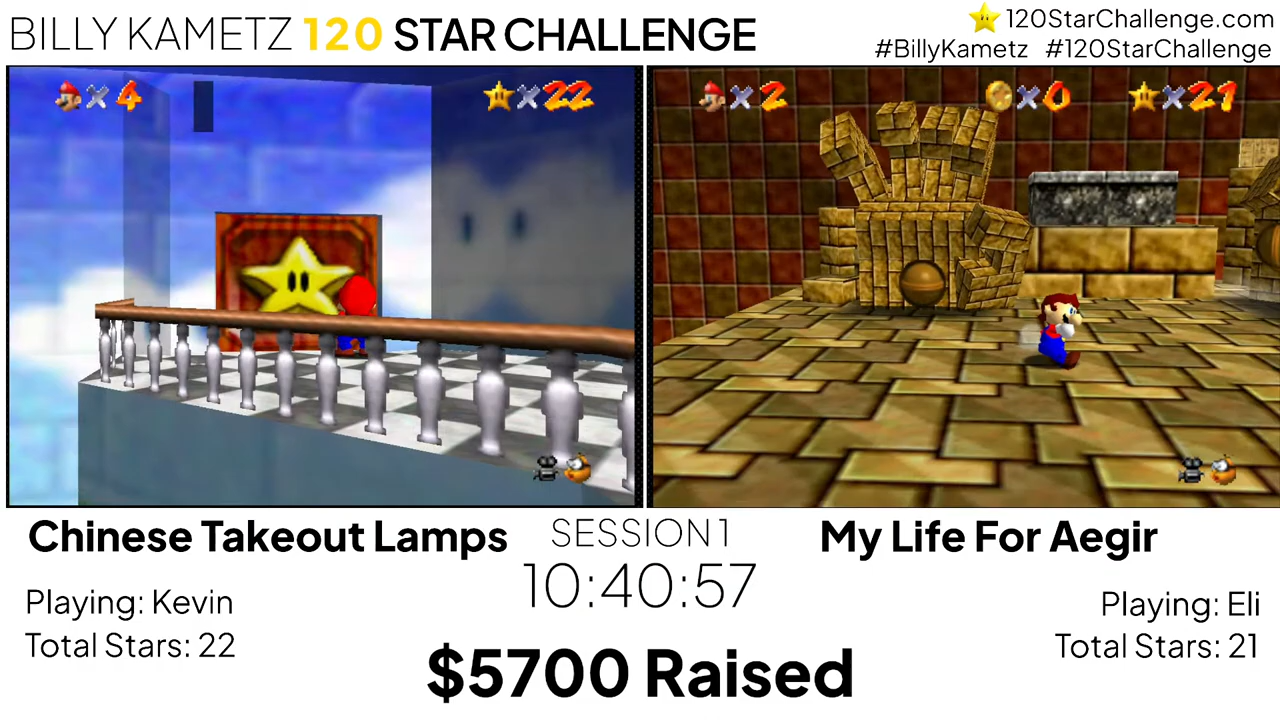 BILLY KAMETZ 120 STAR CHALLENGE
120StarChallenge.com
#BillyKametz #120StarChallenge
×4
×22
×2
×0
×21
Chinese Takeout Lamps
SESSION 1
My Life For Aegir
10:40:57
Playing: Kevin
Total Stars: 22
Playing: Eli
Total Stars: 21
$5700 Raised